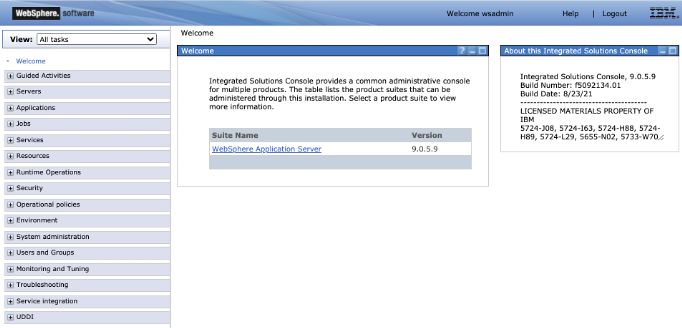 WebSphere. software
Welcome wsadmin
Help | Logout
IBM
View: All tasks
Welcome
Guided Activities
Servers
Applications
Jobs
Services
Resources
Runtime Operations
Security
Operational policies
Environment
System administration
Users and Groups
Monitoring and Tuning
Troubleshooting
Service integration
UDDI
Welcome
Welcome
Integrated Solutions Console provides a common administrative console
for multiple products. The table lists the product suites that can be
administered through this installation. Select a product suite to view
more information.
Suite Name Version
WebSphere Application Server 9.0.5.9
About this Integrated Solutions Console
Integrated Solutions Console, 9.0.5.9
Build Number: f5092134.01
Build Date: 8/23/21
----------------------------------------
LICENSED MATERIALS PROPERTY OF
IBM
5724-J08, 5724-I63, 5724-H88, 5724-
H89, 5724-L29, 5655-N02, 5733-W70